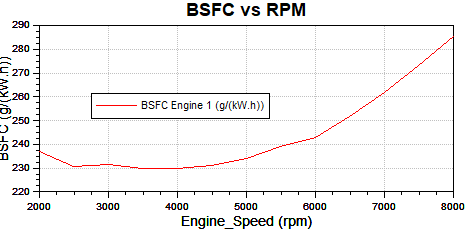 BSFC vs RPM
290
280
270
260
250
240
230
220
BSFC (g/(kW.h))
BSFC Engine 1 (g/(kW.h))
2000 3000 4000 5000 6000 7000 8000
Engine_Speed (rpm)